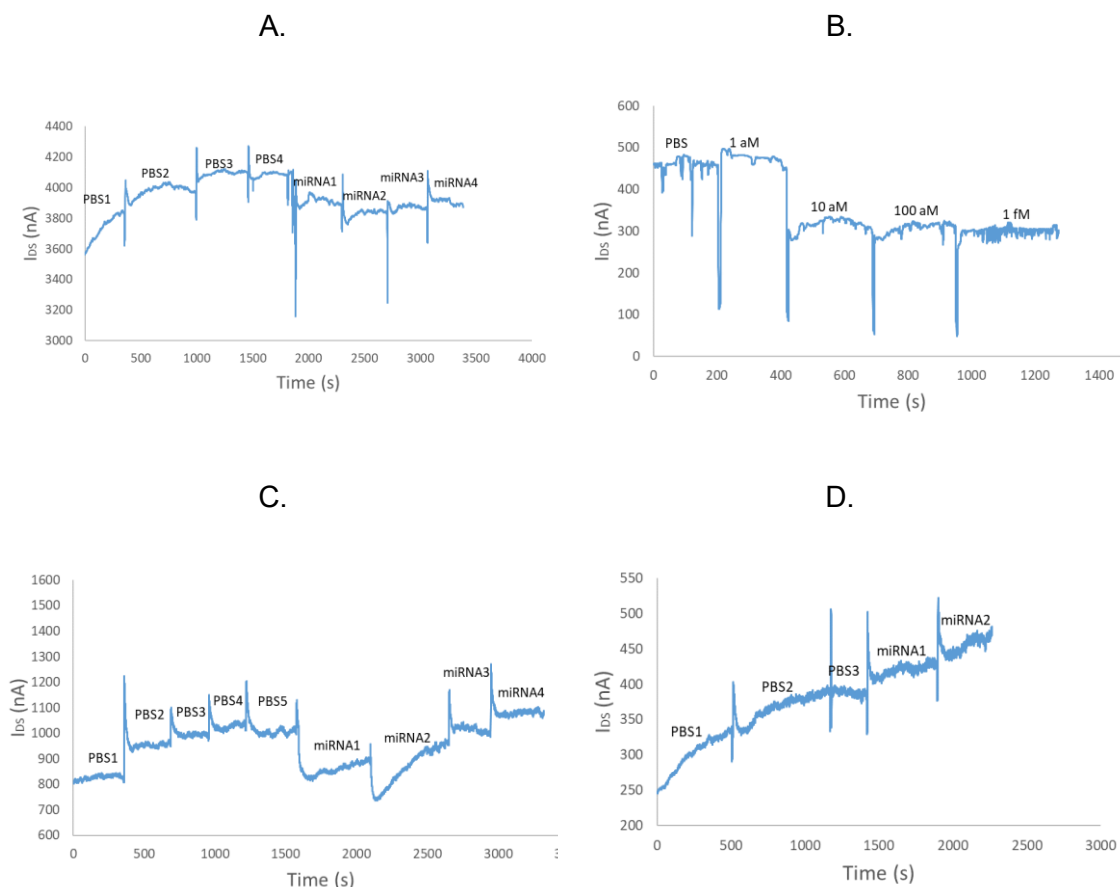 A.
B.
4400
4200
4000
3800
3600
3400
3200
3000
I_DS (nA)
PBS1
PBS2
PBS3
PBS4
miRNA1
miRNA2
miRNA3
miRNA4
0 500 1000 1500 2000 2500 3000 3500 4000
Time (s)
600
500
400
300
200
100
0
I_DS (nA)
PBS
1 aM
10 aM
100 aM
1 fM
0 200 400 600 800 1000 1200 1400
Time (s)
C.
D.
1600
1500
1400
1300
1200
1100
1000
900
800
700
600
I_DS (nA)
PBS1
PBS2
PBS3
PBS4
PBS5
miRNA1
miRNA2
miRNA3
miRNA4
0 500 1000 1500 2000 2500 3000
Time (s)
550
500
450
400
350
300
250
200
I_DS (nA)
PBS1
PBS2
PBS3
miRNA1
miRNA2
0 500 1000 1500 2000 2500 3000
Time (s)